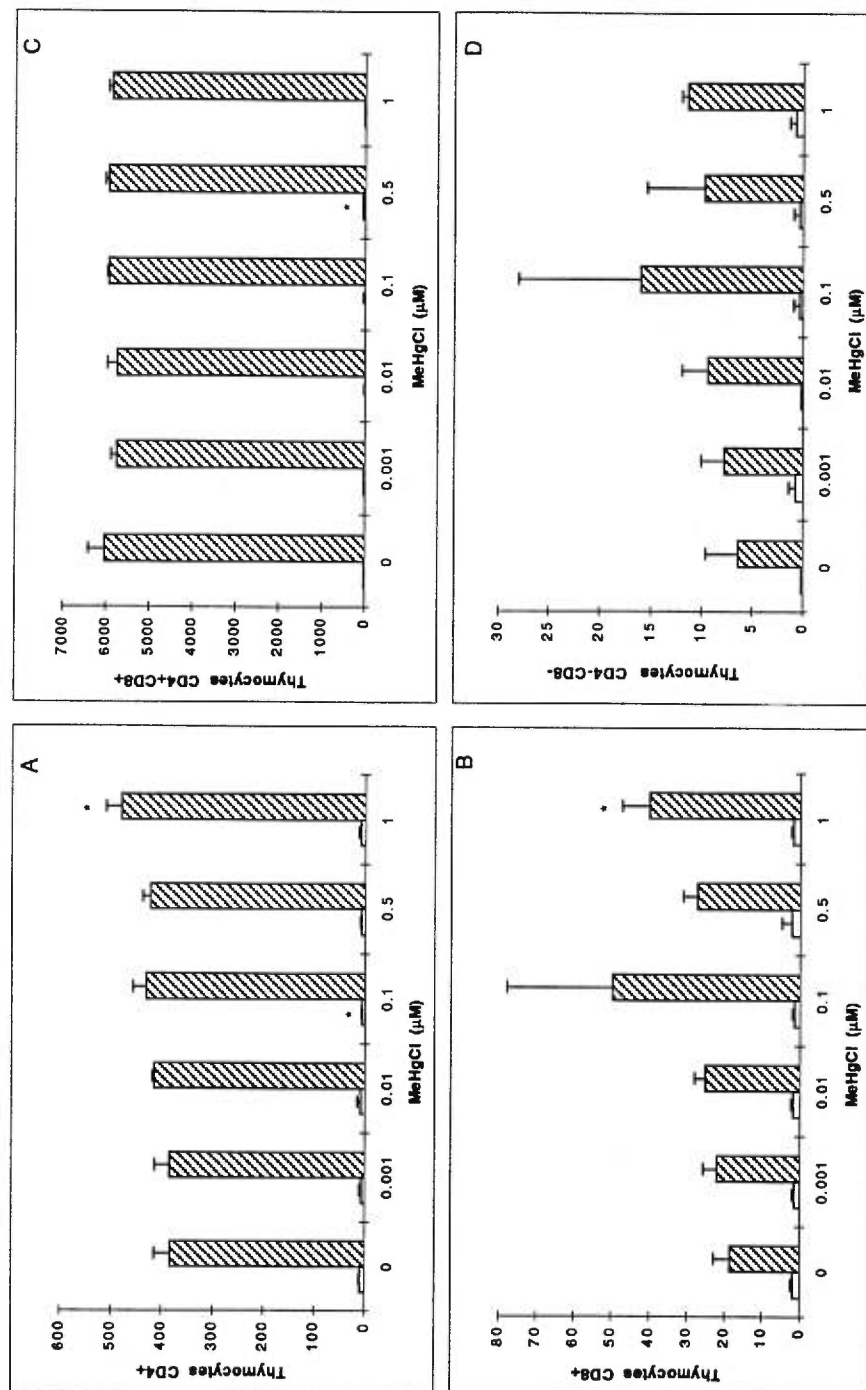 A
Thymocytes CD4+
600
500
400
300
200
100
0
*
*
0 0.001 0.01 0.1 0.5 1
MeHgCl (µM)
B
Thymocytes CD8+
80
70
60
50
40
30
20
10
0
*
0 0.001 0.01 0.1 0.5 1
MeHgCl (µM)
C
Thymocytes CD4+CD8+
7000
6000
5000
4000
3000
2000
1000
0
*
0 0.001 0.01 0.1 0.5 1
MeHgCl (µM)
D
Thymocytes CD4-CD8-
30
25
20
15
10
5
0
0 0.001 0.01 0.1 0.5 1
MeHgCl (µM)